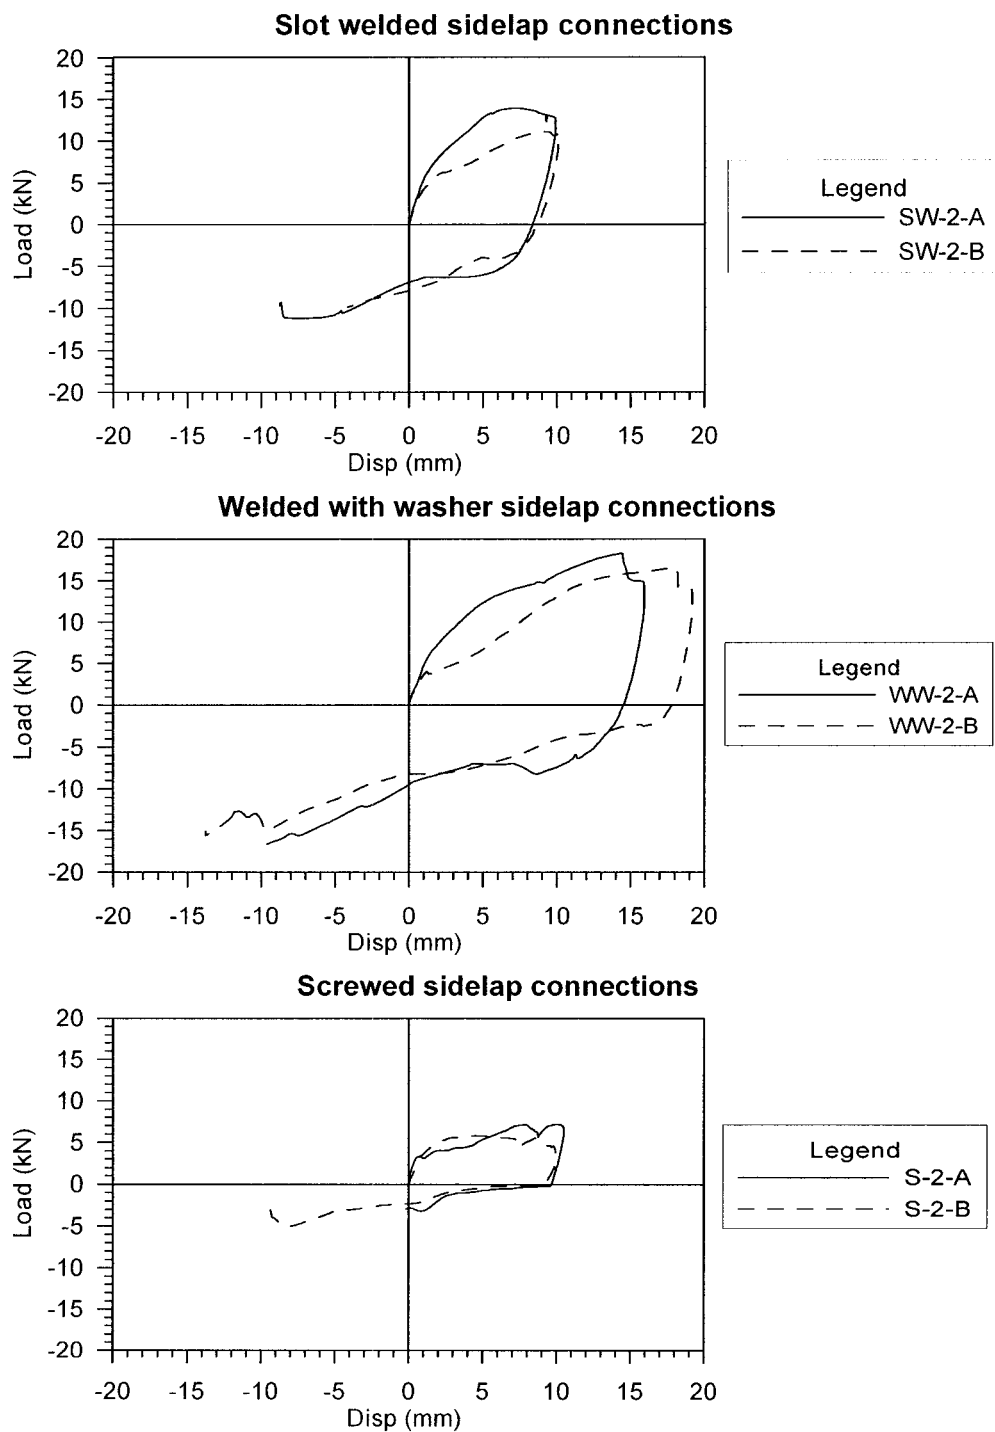 Slot welded sidelap connections
20
15
10
5
0
-5
-10
-15
-20
Load (kN)
-20 -15 -10 -5 0 5 10 15 20
Disp (mm)
Legend
SW-2-A
SW-2-B
Welded with washer sidelap connections
20
15
10
5
0
-5
-10
-15
-20
Load (kN)
-20 -15 -10 -5 0 5 10 15 20
Disp (mm)
Legend
WW-2-A
WW-2-B
Screwed sidelap connections
20
15
10
5
0
-5
-10
-15
-20
Load (kN)
-20 -15 -10 -5 0 5 10 15 20
Disp (mm)
Legend
S-2-A
S-2-B